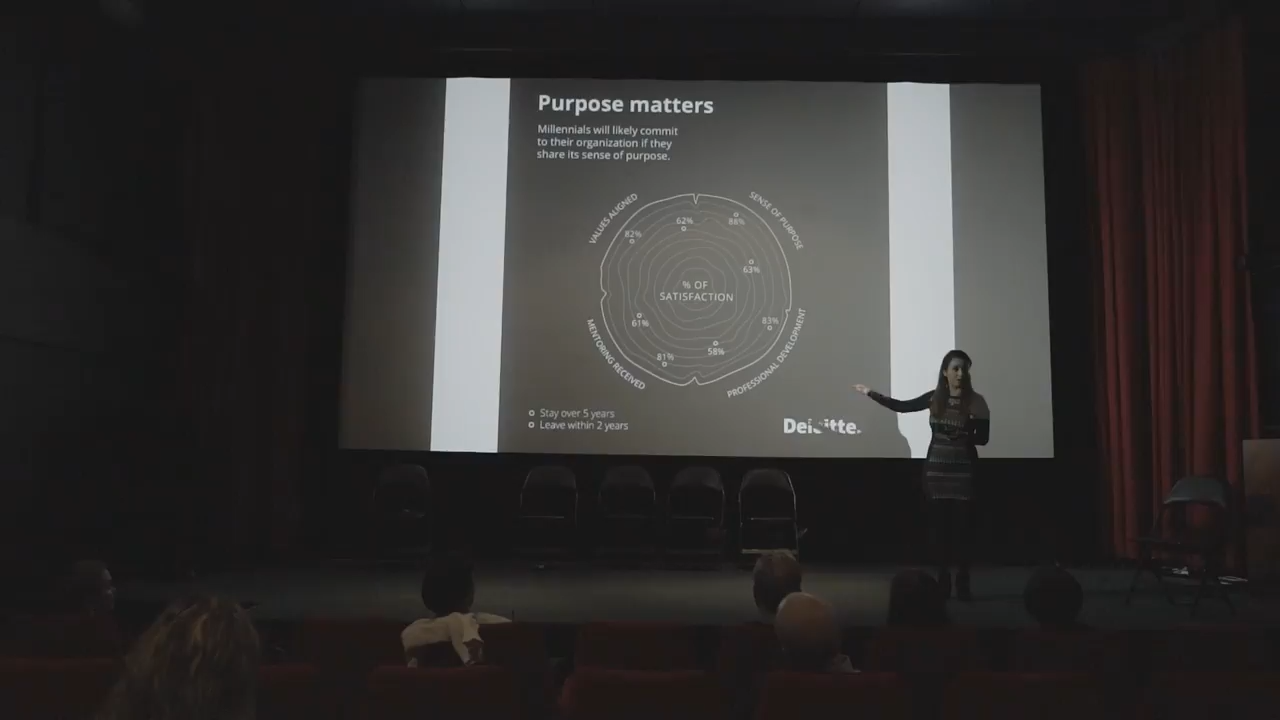 Purpose matters
Millennials will likely commit
to their organization if they
share its sense of purpose.
VALUES ALIGNED
SENSE OF PURPOSE
62%
88%
82%
63%
% OF
SATISFACTION
61%
83%
58%
81%
MENTORING RECEIVED
PROFESSIONAL DEVELOPMENT
Stay over 5 years
Leave within 2 years
Deloitte.